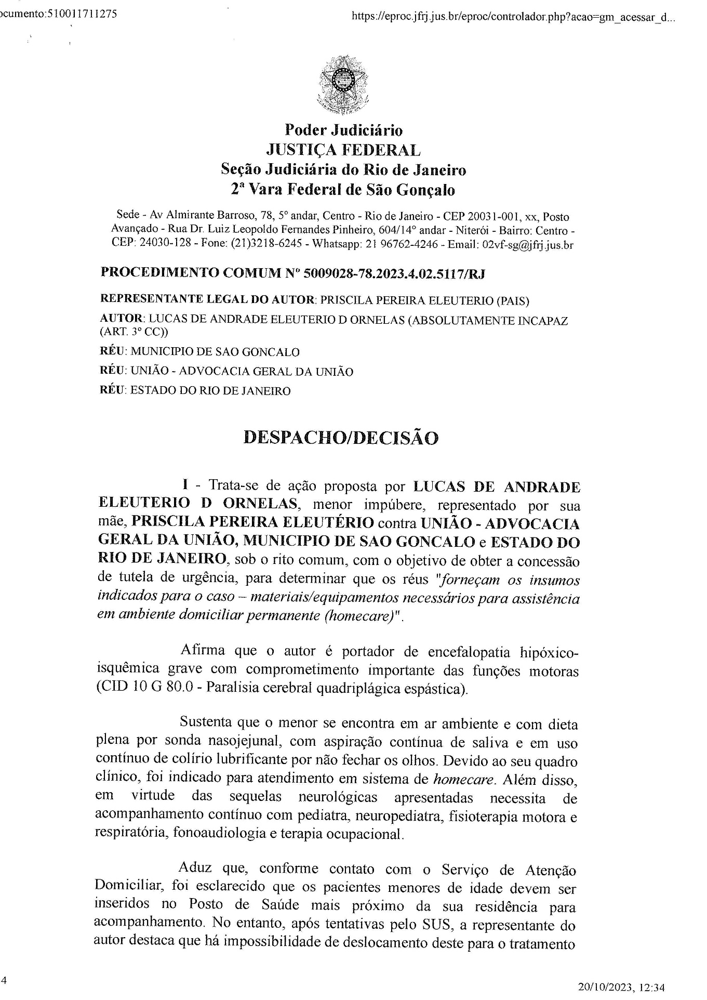 ocumento:510011711275
https://eproc.jfrj.jus.br/eproc/controlador.php?acao=gm_acessar_d...
Poder Judiciário
JUSTIÇA FEDERAL
Seção Judiciária do Rio de Janeiro
2ª Vara Federal de São Gonçalo
Sede - Av Almirante Barroso, 78, 5º andar, Centro - Rio de Janeiro - CEP 20031-001, xx, Posto
Avançado - Rua Dr. Luiz Leopoldo Fernandes Pinheiro, 604/14º andar - Niterói - Bairro: Centro -
CEP: 24030-128 - Fone: (21)3218-6245 - Whatsapp: 21 96762-4246 - Email: 02vf-sg@jfrj.jus.br
PROCEDIMENTO COMUM Nº 5009028-78.2023.4.02.5117/RJ
REPRESENTANTE LEGAL DO AUTOR: PRISCILA PEREIRA ELEUTERIO (PAIS)
AUTOR: LUCAS DE ANDRADE ELEUTERIO D ORNELAS (ABSOLUTAMENTE INCAPAZ
(ART. 3º CC))
RÉU: MUNICIPIO DE SAO GONCALO
RÉU: UNIÃO - ADVOCACIA GERAL DA UNIÃO
RÉU: ESTADO DO RIO DE JANEIRO
DESPACHO/DECISÃO
I - Trata-se de ação proposta por LUCAS DE ANDRADE
ELEUTERIO D ORNELAS, menor impúbere, representado por sua
mãe, PRISCILA PEREIRA ELEUTÉRIO contra UNIÃO - ADVOCACIA
GERAL DA UNIÃO, MUNICIPIO DE SAO GONCALO e ESTADO DO
RIO DE JANEIRO, sob o rito comum, com o objetivo de obter a concessão
de tutela de urgência, para determinar que os réus "forneçam os insumos
indicados para o caso – materiais/equipamentos necessários para assistência
em ambiente domiciliar permanente (homecare)".
Afirma que o autor é portador de encefalopatia hipóxico-
isquêmica grave com comprometimento importante das funções motoras
(CID 10 G 80.0 - Paralisia cerebral quadriplágica espástica).
Sustenta que o menor se encontra em ar ambiente e com dieta
plena por sonda nasojejunal, com aspiração contínua de saliva e em uso
contínuo de colírio lubrificante por não fechar os olhos. Devido ao seu quadro
clínico, foi indicado para atendimento em sistema de homecare. Além disso,
em virtude das sequelas neurológicas apresentadas necessita de
acompanhamento contínuo com pediatra, neuropediatra, fisioterapia motora e
respiratória, fonoaudiologia e terapia ocupacional.
Aduz que, conforme contato com o Serviço de Atenção
Domiciliar, foi esclarecido que os pacientes menores de idade devem ser
inseridos no Posto de Saúde mais próximo da sua residência para
acompanhamento. No entanto, após tentativas pelo SUS, a representante do
autor destaca que há impossibilidade de deslocamento deste para o tratamento
4
20/10/2023, 12:34